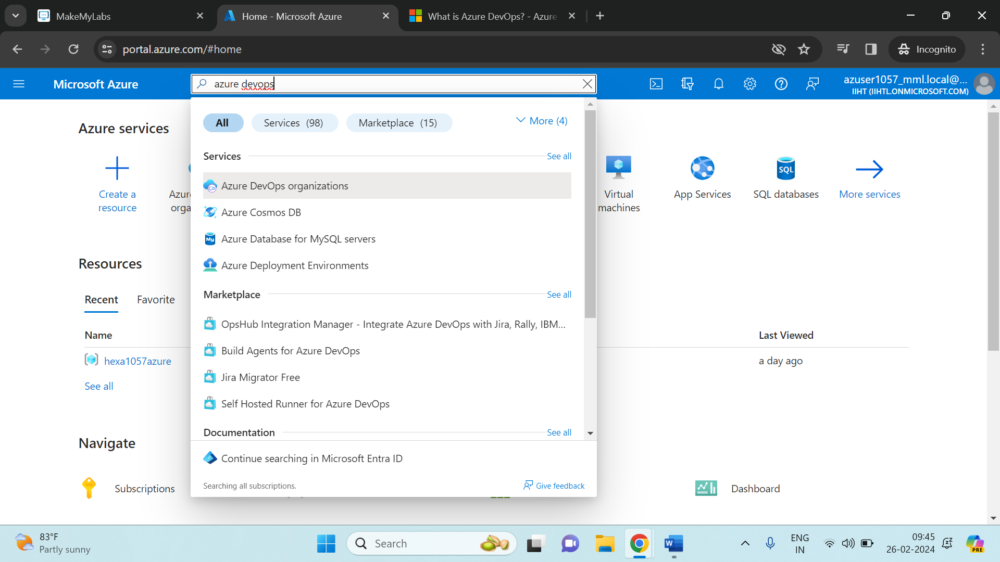 MakeMyLabs
Home - Microsoft Azure
What is Azure DevOps? - Azure
portal.azure.com/#home
Incognito
Microsoft Azure
azure devops
azuser1057_mml.local@...
IIHT (IIHTL.ONMICROSOFT.COM)
All
Services (98)
Marketplace (15)
More (4)
Azure services
Services
See all
Create a
resource
Azure DevOps organizations
Azure Cosmos DB
Azure Database for MySQL servers
Azure Deployment Environments
Virtual
machines
SQL
App Services
SQL databases
More services
Resources
Recent
Favorite
Marketplace
See all
OpsHub Integration Manager - Integrate Azure DevOps with Jira, Rally, IBM...
Build Agents for Azure DevOps
Jira Migrator Free
Self Hosted Runner for Azure DevOps
Name
Last Viewed
hexa1057azure
a day ago
See all
Documentation
See all
Navigate
Continue searching in Microsoft Entra ID
Searching all subscriptions.
Give feedback
Subscriptions
Dashboard
83°F
Partly sunny
Search
ENG
IN
09:45
26-02-2024
PRE